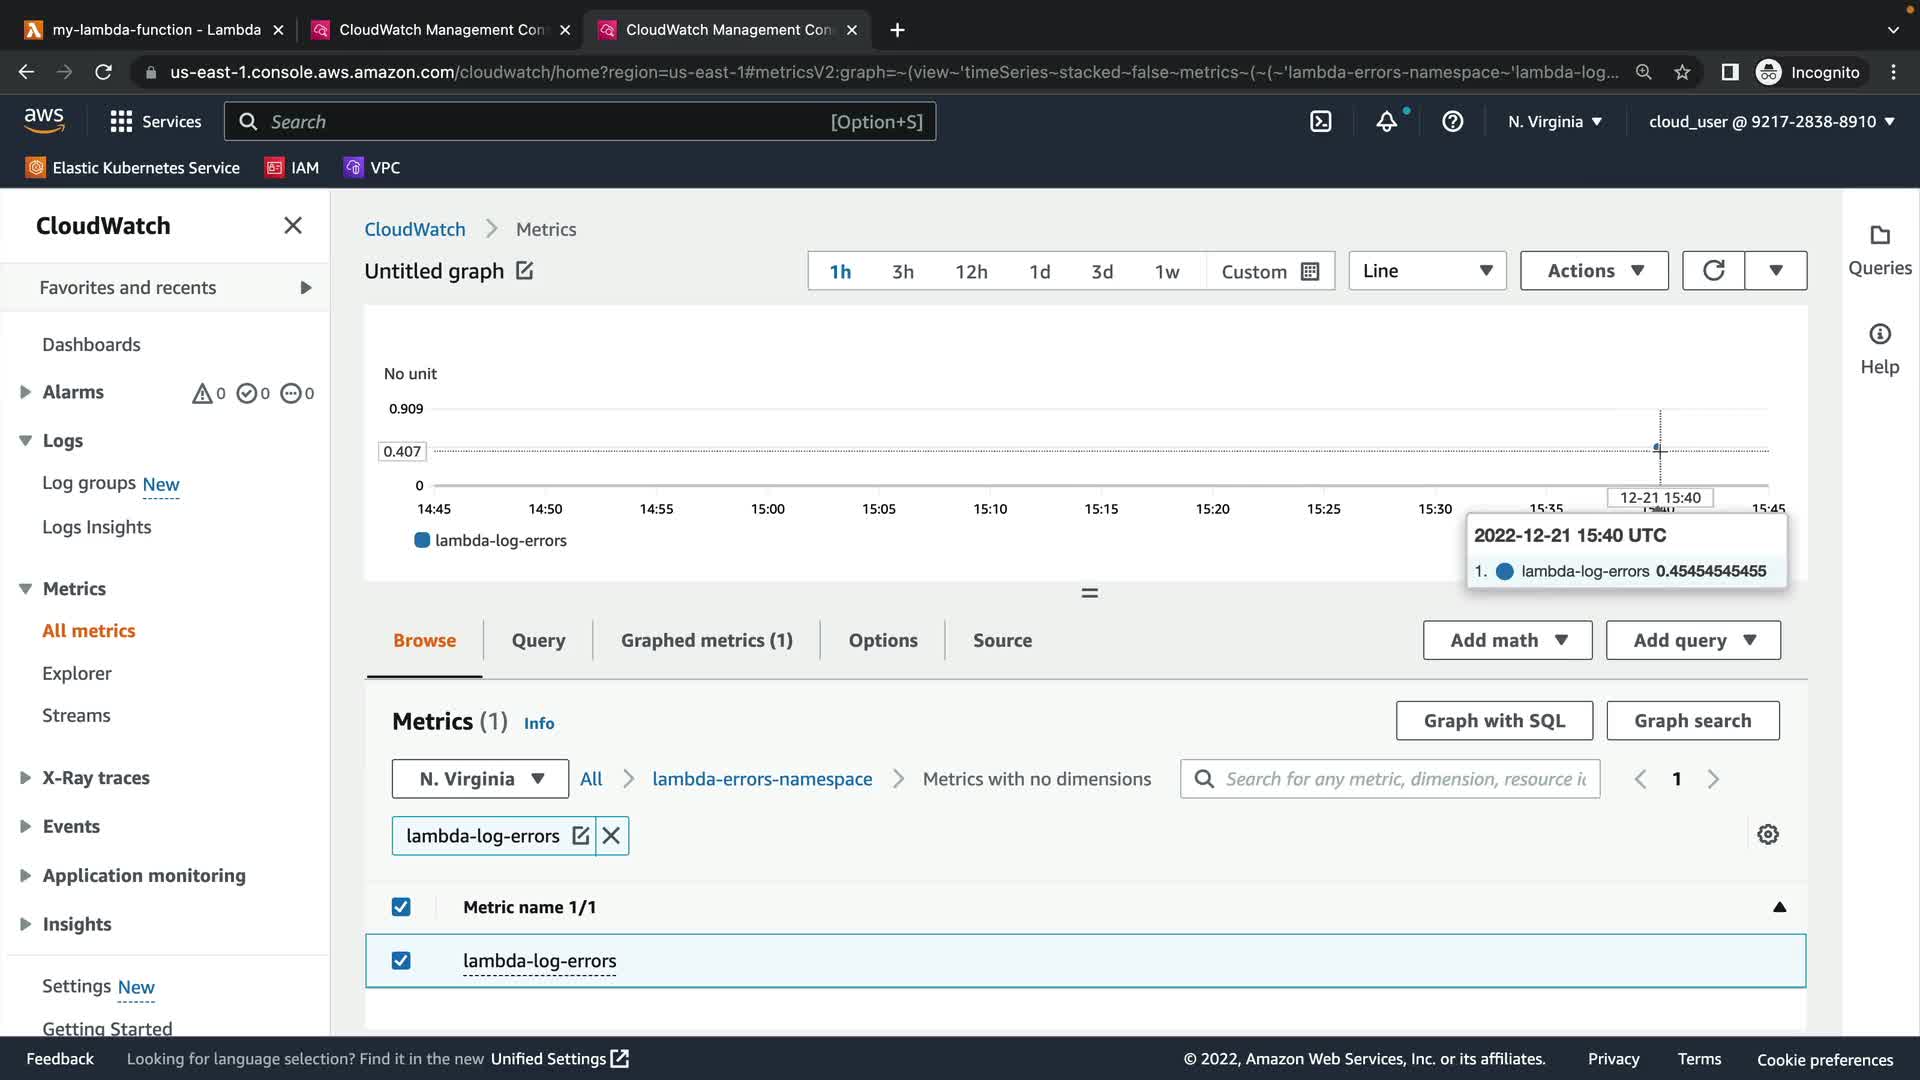 my-lambda-function - Lambda
CloudWatch Management Con
CloudWatch Management Con
us-east-1.console.aws.amazon.com/cloudwatch/home?region=us-east-1#metricsV2:graph=~(view~'timeSeries~stacked~false~metrics~(~(~'lambda-errors-namespace~'lambda-log...
Incognito
aws
Services
Search
[Option+S]
N. Virginia
cloud_user @ 9217-2838-8910
Elastic Kubernetes Service
IAM
VPC
CloudWatch
Favorites and recents
Dashboards
Alarms 0 0 0
Logs
Log groups New
Logs Insights
Metrics
All metrics
Explorer
Streams
X-Ray traces
Events
Application monitoring
Insights
Settings New
Getting Started
CloudWatch > Metrics
Untitled graph
1h 3h 12h 1d 3d 1w Custom
Line
Actions
No unit
0.909
0.407
0
12-21 15:40
14:45 14:50 14:55 15:00 15:05 15:10 15:15 15:20 15:25 15:30 15:35 15:40 15:45
lambda-log-errors
2022-12-21 15:40 UTC
1. lambda-log-errors 0.45454545455
Browse
Query
Graphed metrics (1)
Options
Source
Add math
Add query
Metrics (1) Info
Graph with SQL
Graph search
N. Virginia
All > lambda-errors-namespace > Metrics with no dimensions
Search for any metric, dimension, resource id
1
lambda-log-errors
Metric name 1/1
lambda-log-errors
Queries
Help
Feedback
Looking for language selection? Find it in the new Unified Settings
© 2022, Amazon Web Services, Inc. or its affiliates.
Privacy
Terms
Cookie preferences